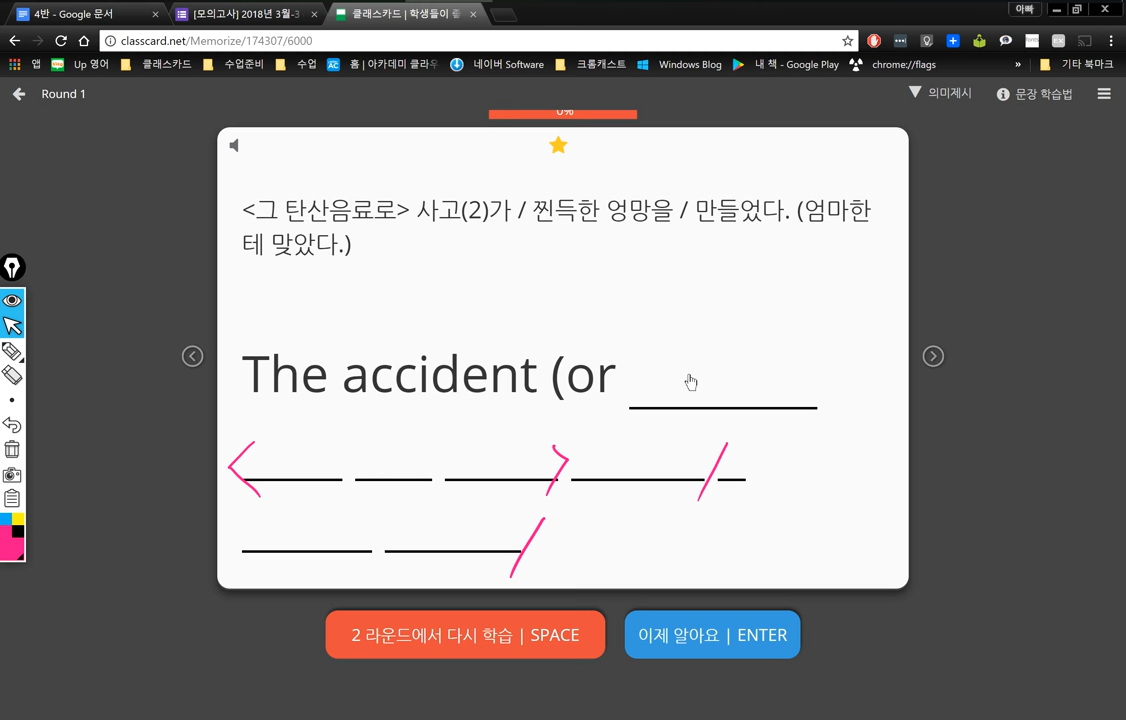 4반 - Google 문서
[모의고사] 2018년 3월-3
클래스카드 | 학생들이 좋
아빠
classcard.net/Memorize/174307/6000
앱 Up 영어 클래스카드 수업준비 수업 홈 | 아카데미 클라우 네이버 Software 크롬캐스트 Windows Blog 내 책 - Google Play chrome://flags » 기타 북마크
Round 1 의미제시 문장 학습법
0%
<그 탄산음료로> 사고(2)가 / 찐득한 엉망을 / 만들었다. (엄마한
테 맞았다.)
The accident (or
2 라운드에서 다시 학습 | SPACE
이제 알아요 | ENTER